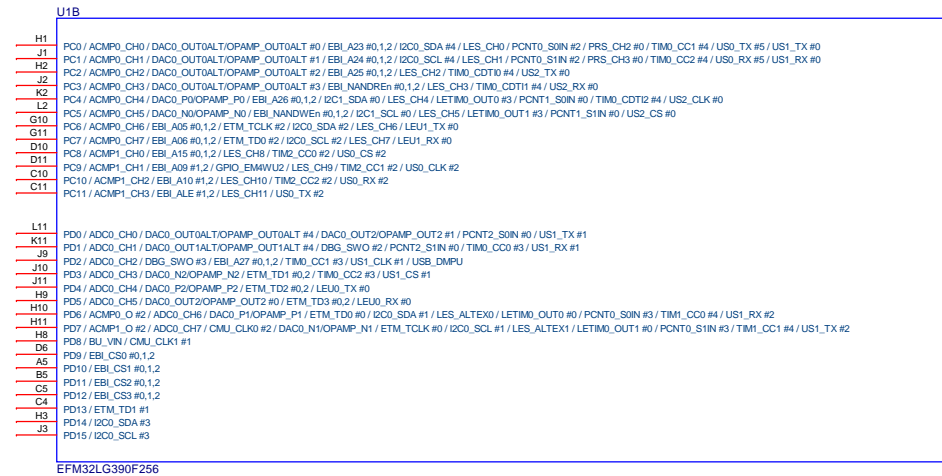 U1B
H1 PC0 / ACMP0_CH0 / DAC0_OUT0ALT/OPAMP_OUT0ALT #0 / EBI_A23 #0,1,2 / I2C0_SDA #4 / LES_CH0 / PCNT0_S0IN #2 / PRS_CH2 #0 / TIM0_CC1 #4 / US0_TX #5 / US1_TX #0
J1 PC1 / ACMP0_CH1 / DAC0_OUT0ALT/OPAMP_OUT0ALT #1 / EBI_A24 #0,1,2 / I2C0_SCL #4 / LES_CH1 / PCNT0_S1IN #2 / PRS_CH3 #0 / TIM0_CC2 #4 / US0_RX #5 / US1_RX #0
H2 PC2 / ACMP0_CH2 / DAC0_OUT0ALT/OPAMP_OUT0ALT #2 / EBI_A25 #0,1,2 / LES_CH2 / TIM0_CDTI0 #4 / US2_TX #0
J2 PC3 / ACMP0_CH3 / DAC0_OUT0ALT/OPAMP_OUT0ALT #3 / EBI_NANDREn #0,1,2 / LES_CH3 / TIM0_CDTI1 #4 / US2_RX #0
K2 PC4 / ACMP0_CH4 / DAC0_P0/OPAMP_P0 / EBI_A26 #0,1,2 / I2C1_SDA #0 / LES_CH4 / LETIM0_OUT0 #3 / PCNT1_S0IN #0 / TIM0_CDTI2 #4 / US2_CLK #0
L2 PC5 / ACMP0_CH5 / DAC0_N0/OPAMP_N0 / EBI_NANDWEn #0,1,2 / I2C1_SCL #0 / LES_CH5 / LETIM0_OUT1 #3 / PCNT1_S1IN #0 / US2_CS #0
G10 PC6 / ACMP0_CH6 / EBI_A05 #0,1,2 / ETM_TCLK #2 / I2C0_SDA #2 / LES_CH6 / LEU1_TX #0
G11 PC7 / ACMP0_CH7 / EBI_A06 #0,1,2 / ETM_TD0 #2 / I2C0_SCL #2 / LES_CH7 / LEU1_RX #0
D10 PC8 / ACMP1_CH0 / EBI_A15 #0,1,2 / LES_CH8 / TIM2_CC0 #2 / US0_CS #2
D11 PC9 / ACMP1_CH1 / EBI_A09 #1,2 / GPIO_EM4WU2 / LES_CH9 / TIM2_CC1 #2 / US0_CLK #2
C10 PC10 / ACMP1_CH2 / EBI_A10 #1,2 / LES_CH10 / TIM2_CC2 #2 / US0_RX #2
C11 PC11 / ACMP1_CH3 / EBI_ALE #1,2 / LES_CH11 / US0_TX #2
L11 PD0 / ADC0_CH0 / DAC0_OUT0ALT/OPAMP_OUT0ALT #4 / DAC0_OUT2/OPAMP_OUT2 #1 / PCNT2_S0IN #0 / US1_TX #1
K11 PD1 / ADC0_CH1 / DAC0_OUT1ALT/OPAMP_OUT1ALT #4 / DBG_SWO #2 / PCNT2_S1IN #0 / TIM0_CC0 #3 / US1_RX #1
J9 PD2 / ADC0_CH2 / DBG_SWO #3 / EBI_A27 #0,1,2 / TIM0_CC1 #3 / US1_CLK #1 / USB_DMPU
J10 PD3 / ADC0_CH3 / DAC0_N2/OPAMP_N2 / ETM_TD1 #0,2 / TIM0_CC2 #3 / US1_CS #1
J11 PD4 / ADC0_CH4 / DAC0_P2/OPAMP_P2 / ETM_TD2 #0,2 / LEU0_TX #0
H9 PD5 / ADC0_CH5 / DAC0_OUT2/OPAMP_OUT2 #0 / ETM_TD3 #0,2 / LEU0_RX #0
H10 PD6 / ACMP0_O #2 / ADC0_CH6 / DAC0_P1/OPAMP_P1 / ETM_TD0 #0 / I2C0_SDA #1 / LES_ALTEX0 / LETIM0_OUT0 #0 / PCNT0_S0IN #3 / TIM1_CC0 #4 / US1_RX #2
H11 PD7 / ACMP1_O #2 / ADC0_CH7 / CMU_CLK0 #2 / DAC0_N1/OPAMP_N1 / ETM_TCLK #0 / I2C0_SCL #1 / LES_ALTEX1 / LETIM0_OUT1 #0 / PCNT0_S1IN #3 / TIM1_CC1 #4 / US1_TX #2
H8 PD8 / BU_VIN / CMU_CLK1 #1
D6 PD9 / EBI_CS0 #0,1,2
A5 PD10 / EBI_CS1 #0,1,2
B5 PD11 / EBI_CS2 #0,1,2
C5 PD12 / EBI_CS3 #0,1,2
C4 PD13 / ETM_TD1 #1
H3 PD14 / I2C0_SDA #3
J3 PD15 / I2C0_SCL #3
EFM32LG390F256